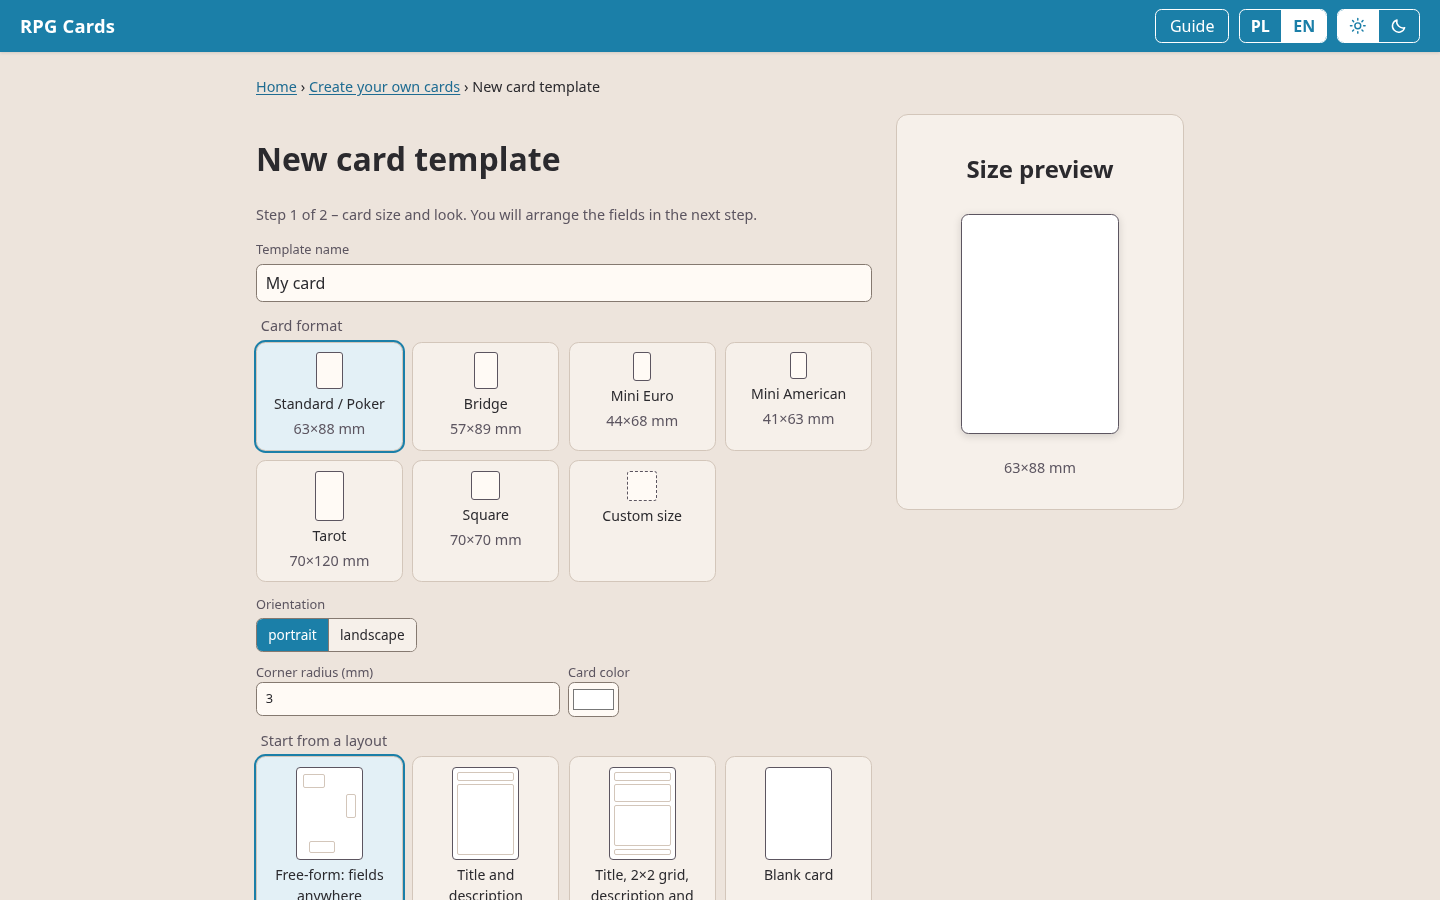 RPG Cards
Guide
PL
EN
Home › Create your own cards › New card template
New card template
Step 1 of 2 – card size and look. You will arrange the fields in the next step.
Template name
My card
Card format
Standard / Poker
63×88 mm
Bridge
57×89 mm
Mini Euro
44×68 mm
Mini American
41×63 mm
Tarot
70×120 mm
Square
70×70 mm
Custom size
Orientation
portrait
landscape
Corner radius (mm)
3
Card color
Start from a layout
Free-form: fields
anywhere
Title and
description
Title, 2×2 grid,
description and
Blank card
Size preview
63×88 mm